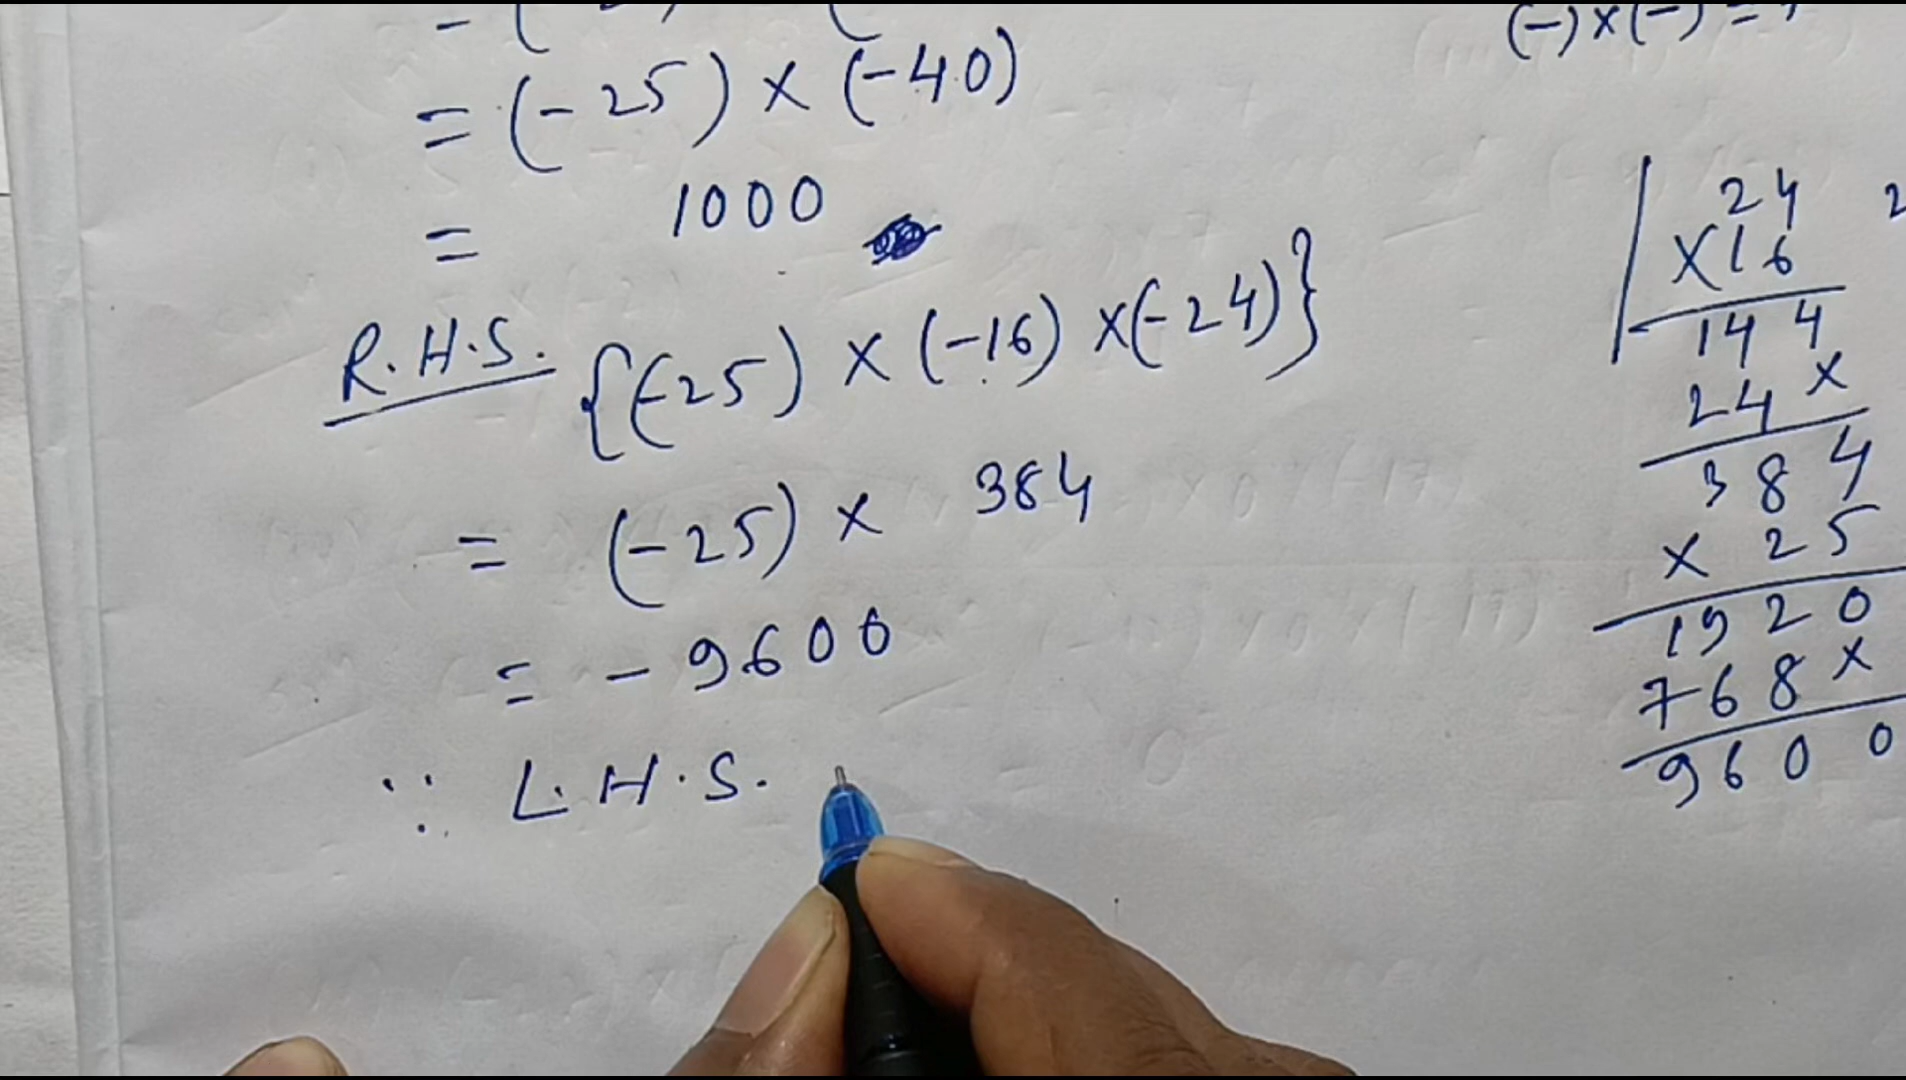 = (-25) × (-40)
= 1000
R.H.S. {(-25) × (-16) × (-24)}
= (-25) × 384
= - 9600
∵ L.H.S.
(-) × (-) =
24
×16
144
24×
384
× 25
1920
768×
9600